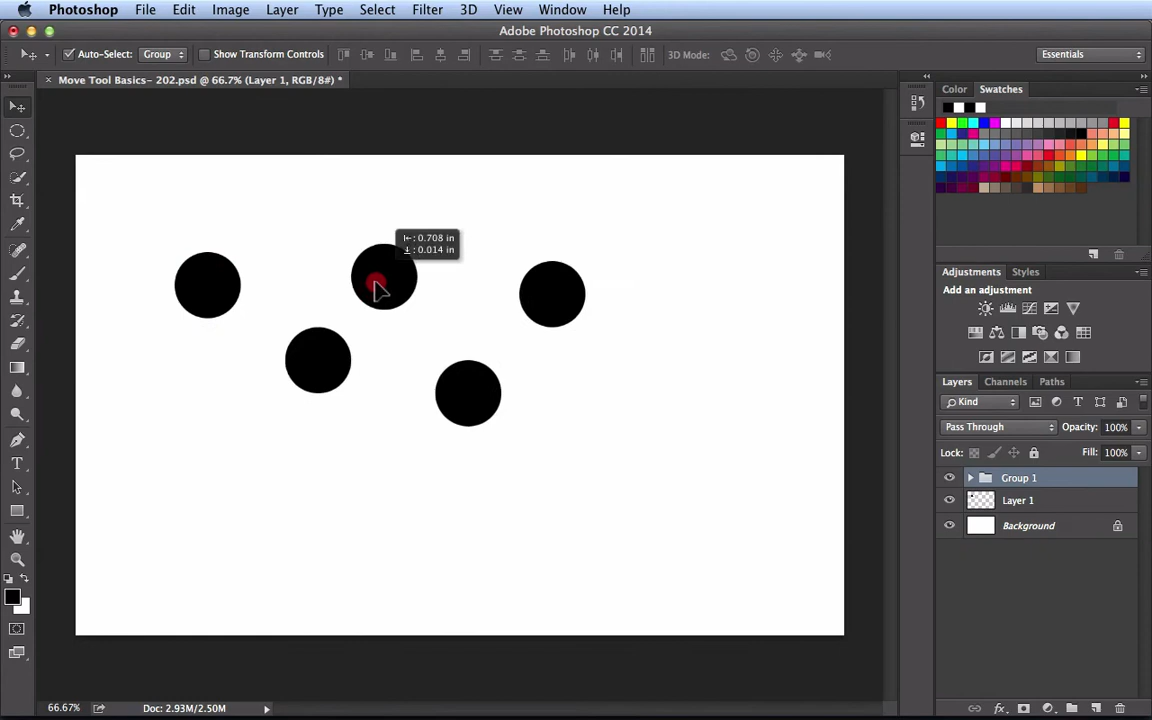 Photoshop File Edit Image Layer Type Select Filter 3D View Window Help
Adobe Photoshop CC 2014
Auto-Select: Group Show Transform Controls 3D Mode: Essentials
× Move Tool Basics- 202.psd @ 66.7% (Layer 1, RGB/8#) *
Color Swatches
: 0.708 in
: 0.014 in
Adjustments Styles
Add an adjustment
Layers Channels Paths
Kind
Pass Through Opacity: 100%
Lock: Fill: 100%
Group 1
Layer 1
Background
66.67% Doc: 2.93M/2.50M